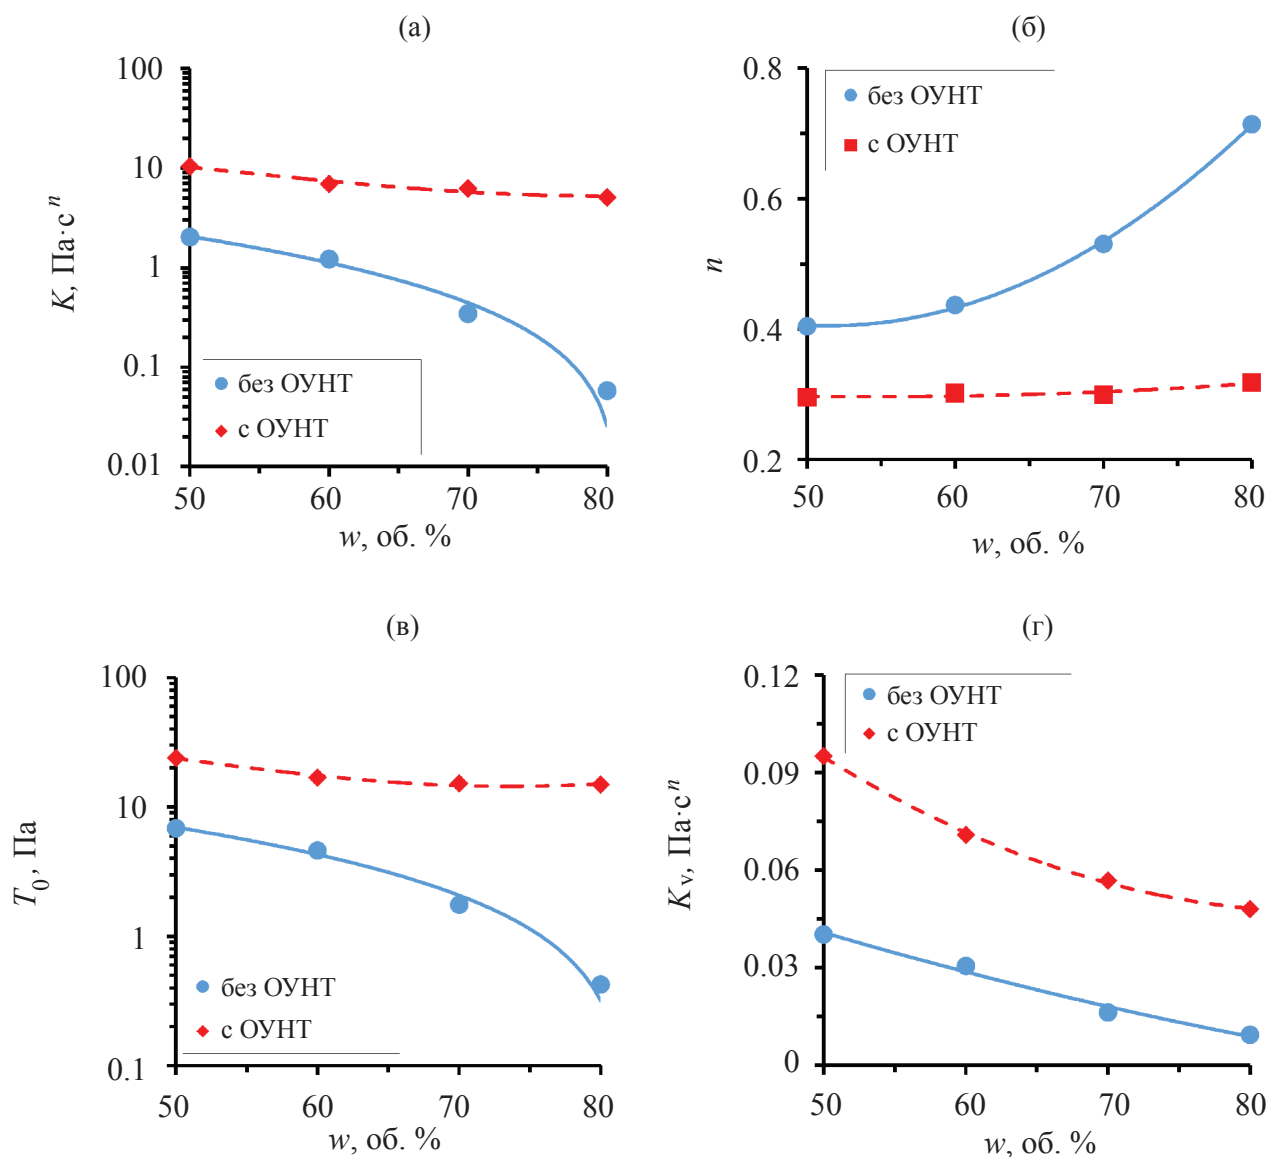 (а)
100
10
1
0.1
0.01
K, Па·сⁿ
без ОУНТ
с ОУНТ
50 60 70 80
w, об. %
(б)
0.8
0.6
0.4
0.2
n
без ОУНТ
с ОУНТ
50 60 70 80
w, об. %
(в)
100
10
1
0.1
T₀, Па
без ОУНТ
с ОУНТ
50 60 70 80
w, об. %
(г)
0.12
0.09
0.06
0.03
0
Kᵥ, Па·сⁿ
без ОУНТ
с ОУНТ
50 60 70 80
w, об. %